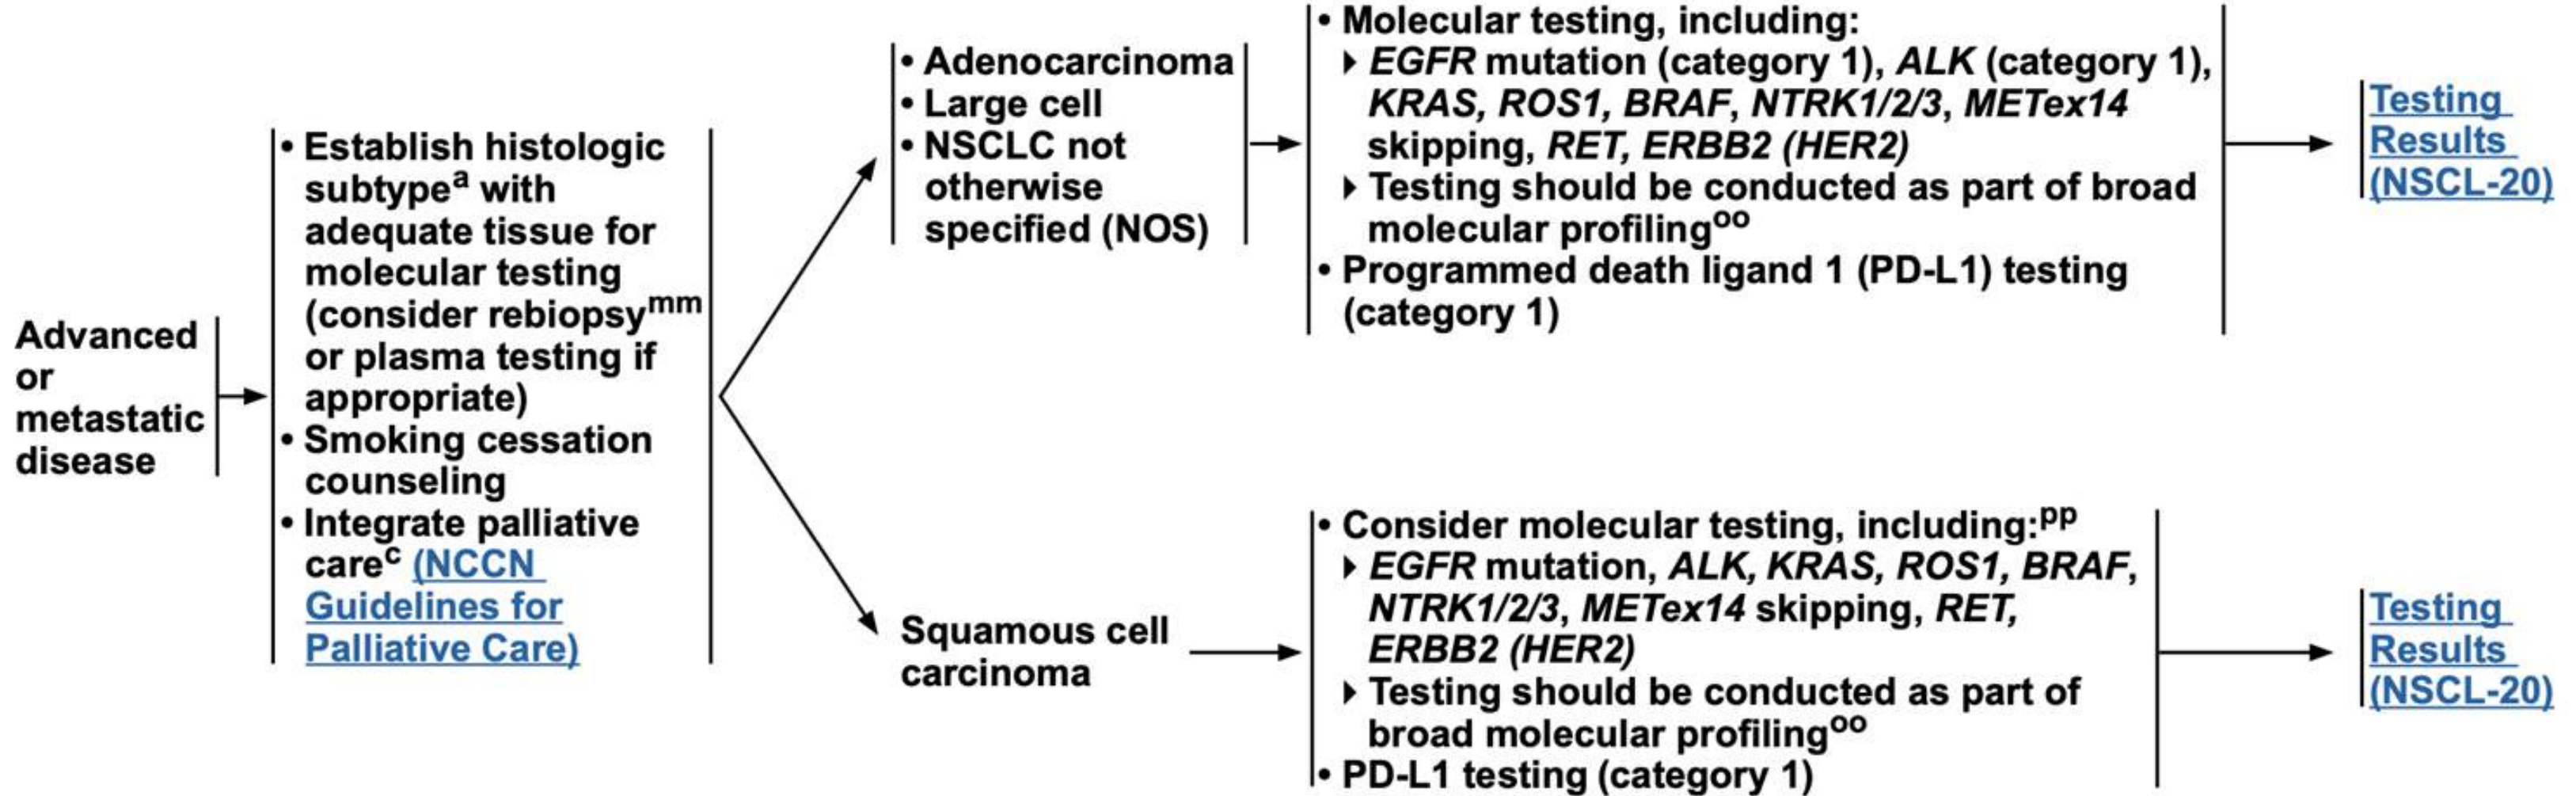 Advanced
or
metastatic
disease
• Establish histologic
subtypeᵃ with
adequate tissue for
molecular testing
(consider rebiopsyᵐᵐ
or plasma testing if
appropriate)
• Smoking cessation
counseling
• Integrate palliative
careᶜ (NCCN
Guidelines for
Palliative Care)
• Adenocarcinoma
• Large cell
• NSCLC not
otherwise
specified (NOS)
• Molecular testing, including:
▸ EGFR mutation (category 1), ALK (category 1),
KRAS, ROS1, BRAF, NTRK1/2/3, METex14
skipping, RET, ERBB2 (HER2)
▸ Testing should be conducted as part of broad
molecular profilingᵒᵒ
• Programmed death ligand 1 (PD-L1) testing
(category 1)
Testing
Results
(NSCL-20)
Squamous cell
carcinoma
• Consider molecular testing, including:ᵖᵖ
▸ EGFR mutation, ALK, KRAS, ROS1, BRAF,
NTRK1/2/3, METex14 skipping, RET,
ERBB2 (HER2)
▸ Testing should be conducted as part of
broad molecular profilingᵒᵒ
• PD-L1 testing (category 1)
Testing
Results
(NSCL-20)